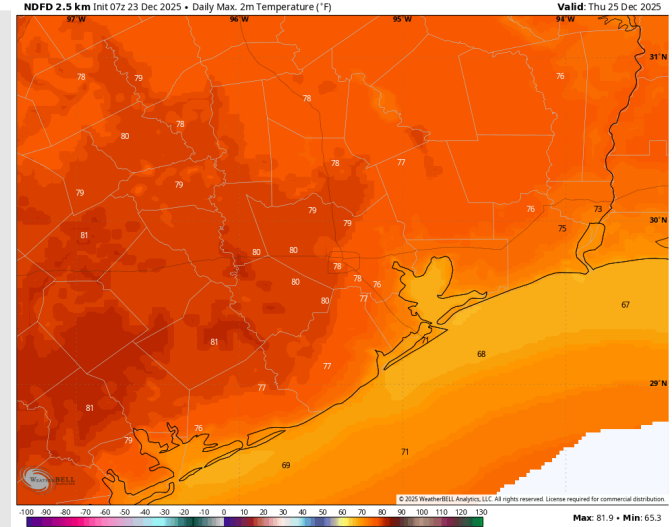 NDFD 2.5 km Init 07z 23 Dec 2025 • Daily Max. 2m Temperature (°F)
Valid: Thu 25 Dec 2025
97°W 96°W 95°W 94°W
31°N
78 79 76
78
78
80
78 77
79 79
79 76 73
79 30°N
81 75
80 80
78
78
80 76
80 77
67
81 71
68
77
29°N
77
81
76
79
71
69
WEATHERBELL
© 2025 WeatherBELL Analytics, LLC. All rights reserved. License required for commercial distribution.
-100 -90 -80 -70 -60 -50 -40 -30 -20 -10 0 10 20 30 40 50 60 70 80 90 100 110 120 130
Max: 81.9 • Min: 65.3